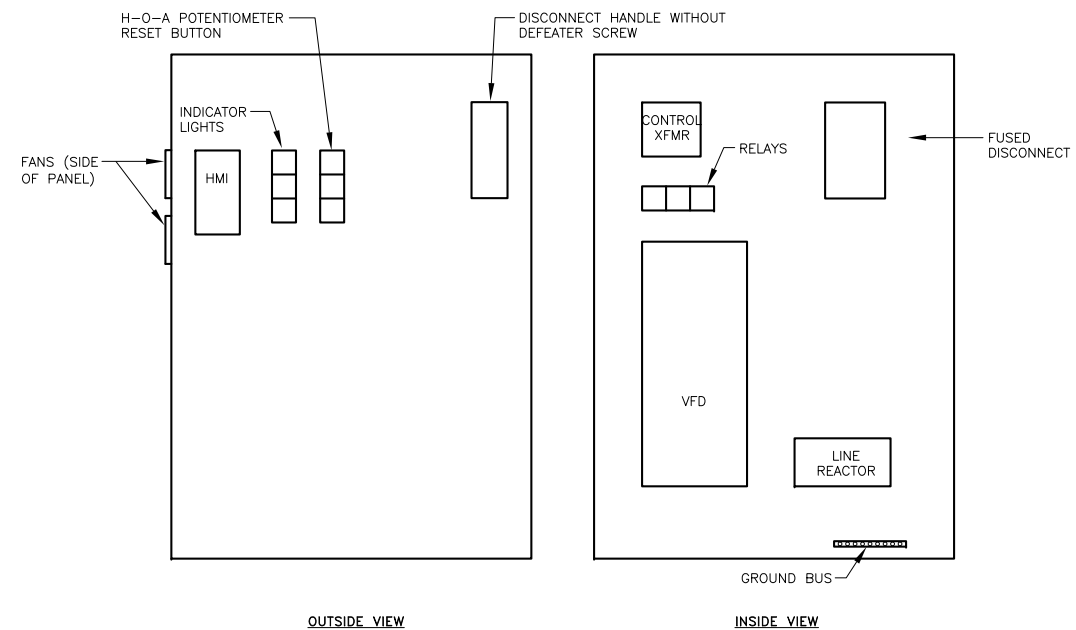 H-O-A POTENTIOMETER
RESET BUTTON
DISCONNECT HANDLE WITHOUT
DEFEATER SCREW
INDICATOR
LIGHTS
FANS (SIDE
OF PANEL)
HMI
CONTROL
XFMR
RELAYS
FUSED
DISCONNECT
VFD
LINE
REACTOR
GROUND BUS
OUTSIDE VIEW
INSIDE VIEW